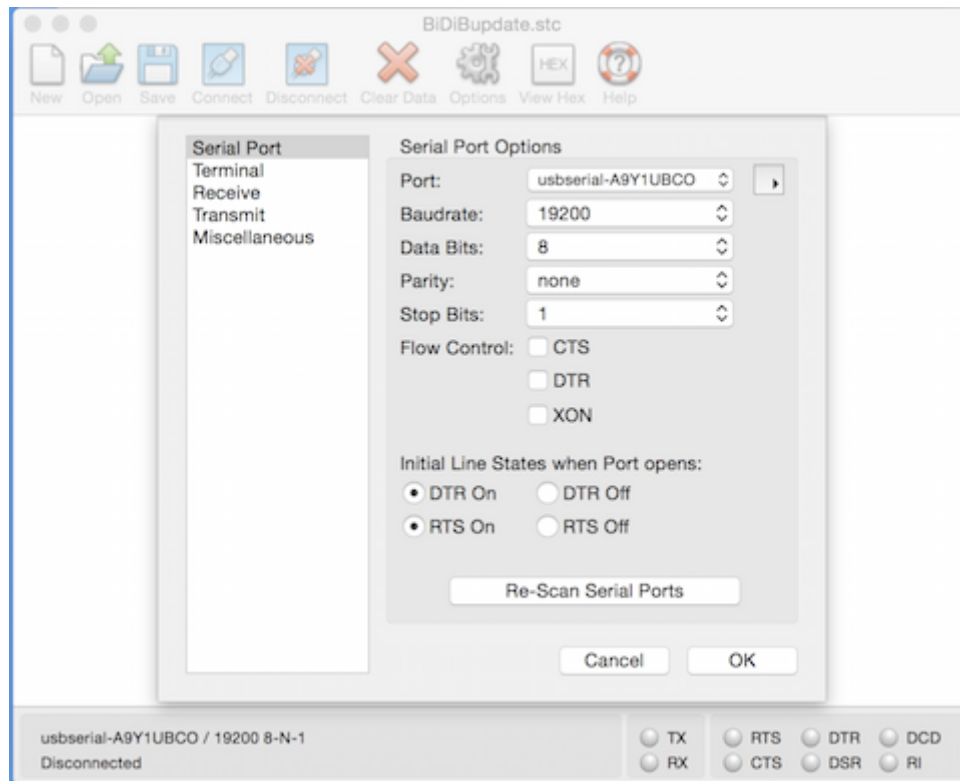 BiDiBupdate.stc
New Open Save Connect Disconnect Clear Data Options View Hex Help
HEX
Serial Port
Terminal
Receive
Transmit
Miscellaneous
Serial Port Options
Port: usbserial-A9Y1UBCO
Baudrate: 19200
Data Bits: 8
Parity: none
Stop Bits: 1
Flow Control: CTS
DTR
XON
Initial Line States when Port opens:
DTR On DTR Off
RTS On RTS Off
Re-Scan Serial Ports
Cancel OK
usbserial-A9Y1UBCO / 19200 8-N-1
Disconnected
TX RTS DTR DCD
RX CTS DSR RI